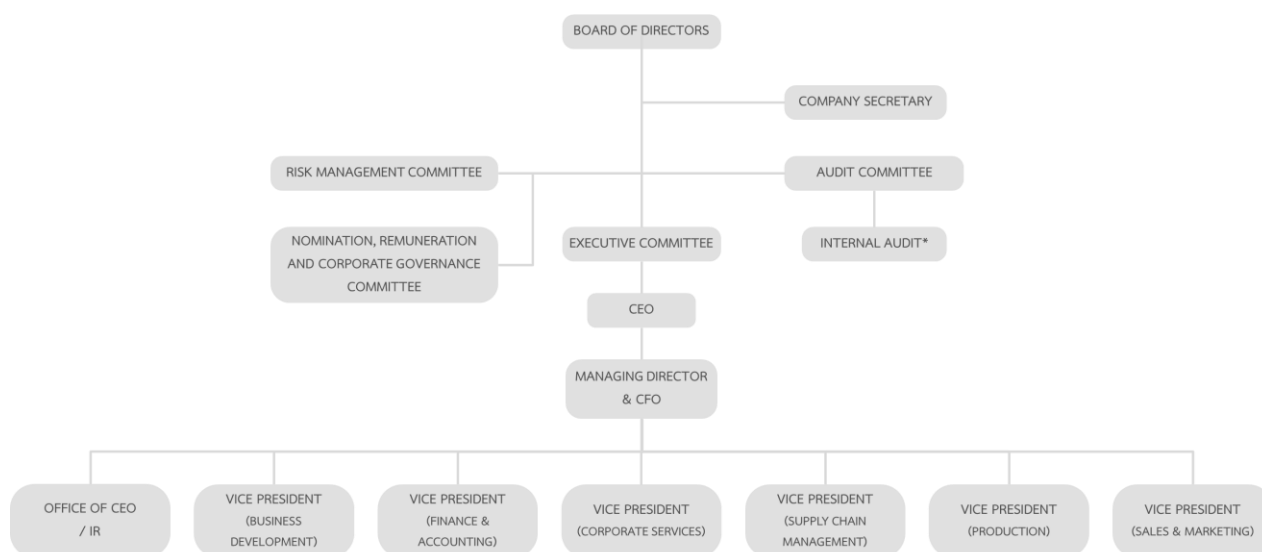 BOARD OF DIRECTORS
COMPANY SECRETARY
RISK MANAGEMENT COMMITTEE
AUDIT COMMITTEE
NOMINATION, REMUNERATION
AND CORPORATE GOVERNANCE
COMMITTEE
EXECUTIVE COMMITTEE
INTERNAL AUDIT*
CEO
MANAGING DIRECTOR
& CFO
OFFICE OF CEO
/ IR
VICE PRESIDENT
(BUSINESS
DEVELOPMENT)
VICE PRESIDENT
(FINANCE &
ACCOUNTING)
VICE PRESIDENT
(CORPORATE SERVICES)
VICE PRESIDENT
(SUPPLY CHAIN
MANAGEMENT)
VICE PRESIDENT
(PRODUCTION)
VICE PRESIDENT
(SALES & MARKETING)